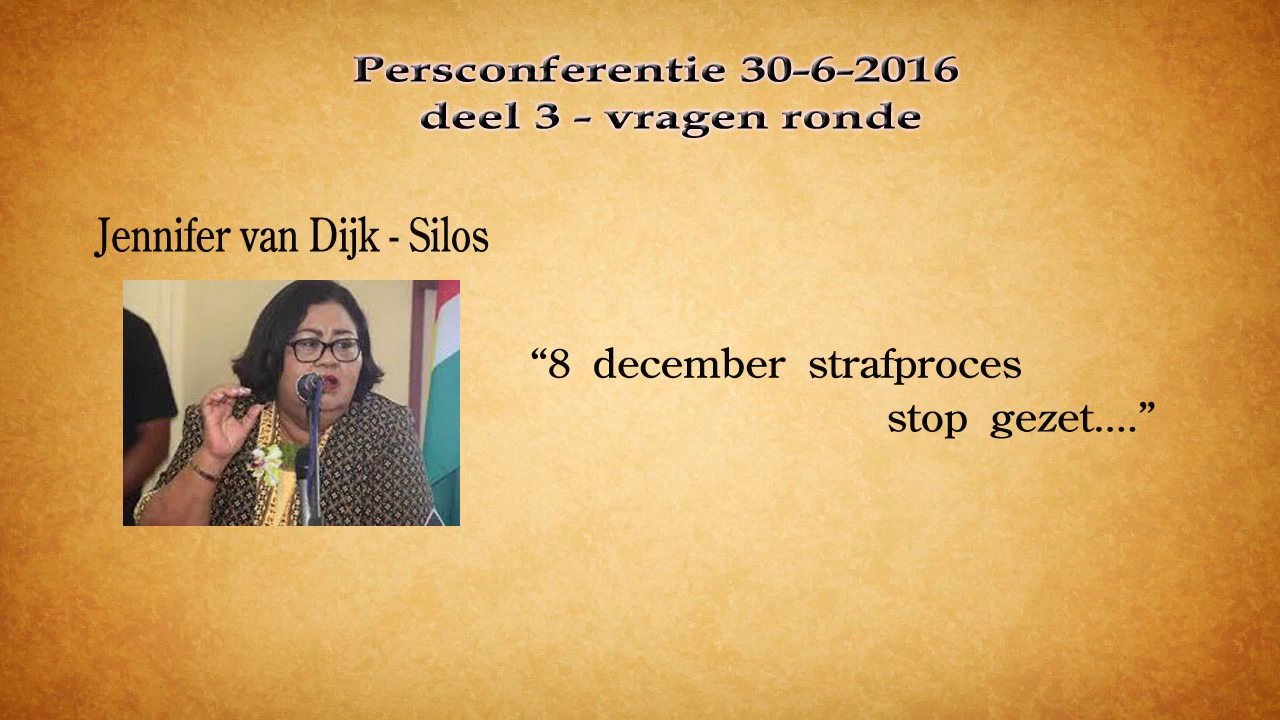 Persconferentie 30-6-2016
deel 3 - vragen ronde
Jennifer van Dijk - Silos
“8 december strafproces
stop gezet....”